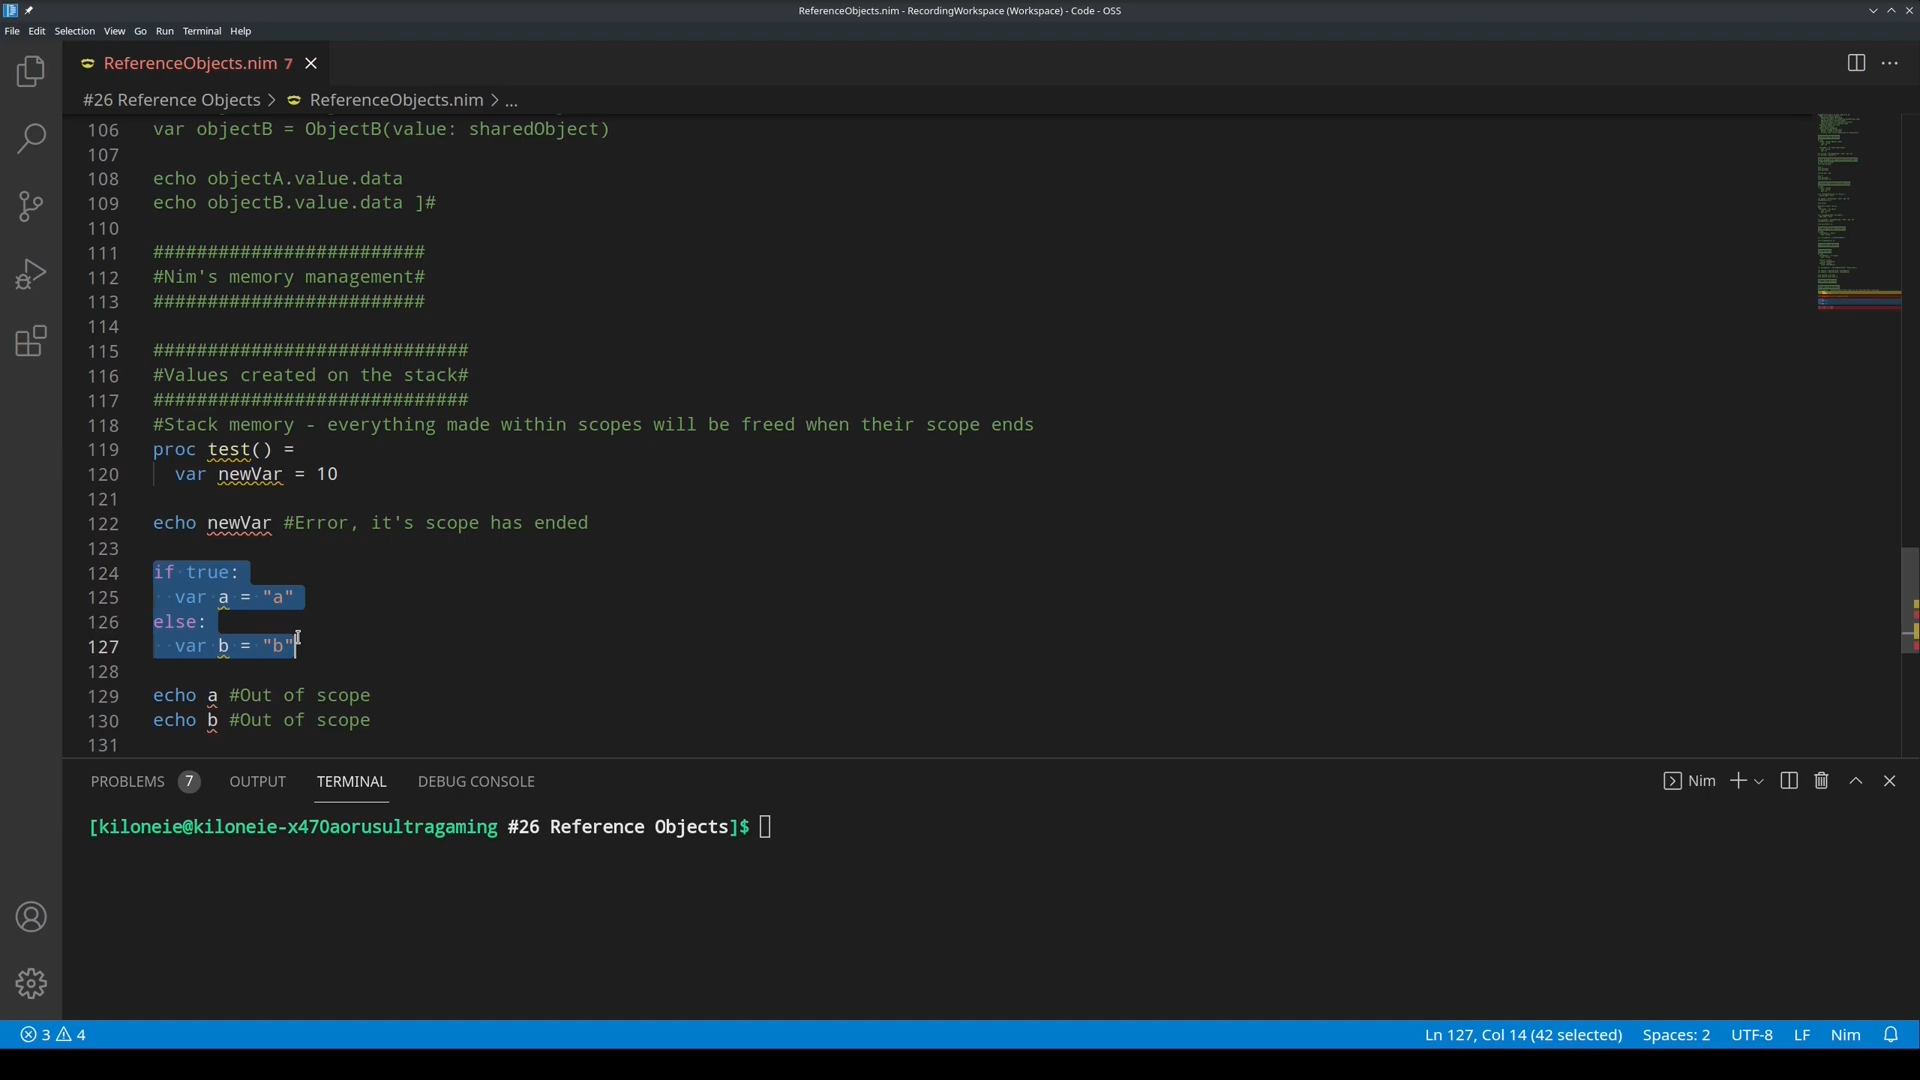 ReferenceObjects.nim - RecordingWorkspace (Workspace) - Code - OSS
File Edit Selection View Go Run Terminal Help
ReferenceObjects.nim 7
#26 Reference Objects > ReferenceObjects.nim > ...
106 var objectB = ObjectB(value: sharedObject)
107
108 echo objectA.value.data
109 echo objectB.value.data ]#
110
111 #########################
112 #Nim's memory management#
113 #########################
114
115 #############################
116 #Values created on the stack#
117 #############################
118 #Stack memory - everything made within scopes will be freed when their scope ends
119 proc test() =
120   var newVar = 10
121
122 echo newVar #Error, it's scope has ended
123
124 if true:
125   var a = "a"
126 else:
127   var b = "b"
128
129 echo a #Out of scope
130 echo b #Out of scope
131
PROBLEMS 7 OUTPUT TERMINAL DEBUG CONSOLE Nim
[kiloneie@kiloneie-x470aorusultragaming #26 Reference Objects]$
3 4 Ln 127, Col 14 (42 selected) Spaces: 2 UTF-8 LF Nim